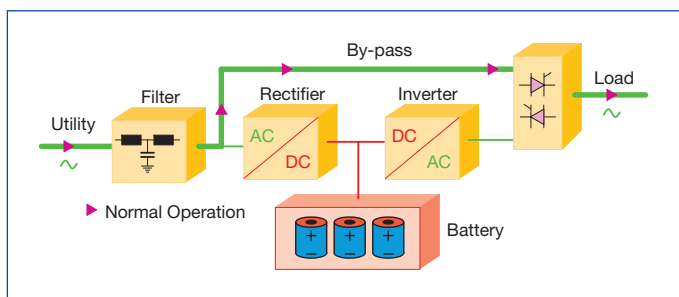 By-pass
Load
Filter
Rectifier
Inverter
Utility
AC
DC
DC
AC
Normal Operation
Battery
+ + +
− − −